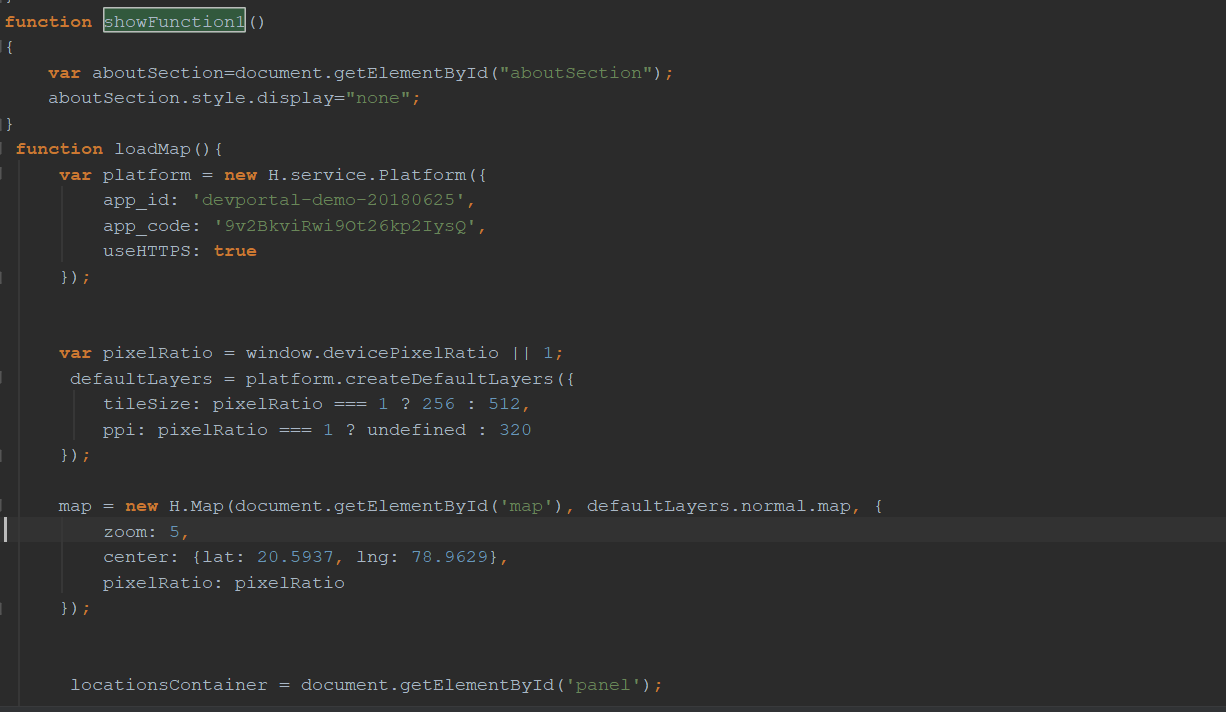 function showFunction1()
{
    var aboutSection=document.getElementById("aboutSection");
    aboutSection.style.display="none";
}
 function loadMap(){
     var platform = new H.service.Platform({
         app_id: 'devportal-demo-20180625',
         app_code: '9v2BkviRwi9Ot26kp2IysQ',
         useHTTPS: true
     });
     var pixelRatio = window.devicePixelRatio || 1;
      defaultLayers = platform.createDefaultLayers({
         tileSize: pixelRatio === 1 ? 256 : 512,
         ppi: pixelRatio === 1 ? undefined : 320
     });
     map = new H.Map(document.getElementById('map'), defaultLayers.normal.map, {
         zoom: 5,
         center: {lat: 20.5937, lng: 78.9629},
         pixelRatio: pixelRatio
     });
      locationsContainer = document.getElementById('panel');